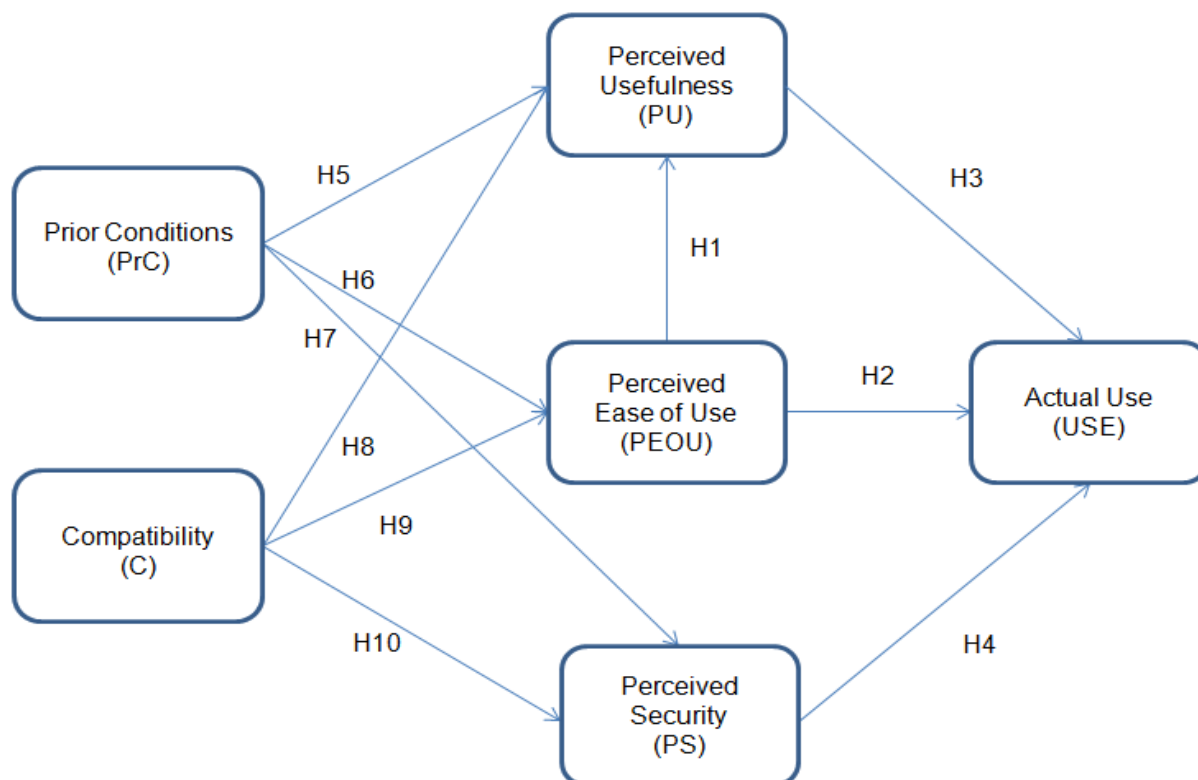 Perceived
Usefulness
(PU)
H5
H3
Prior Conditions
(PrC)
H1
H6
H7
Perceived
Ease of Use
(PEOU)
H2
Actual Use
(USE)
H8
H9
Compatibility
(C)
H10
H4
Perceived
Security
(PS)